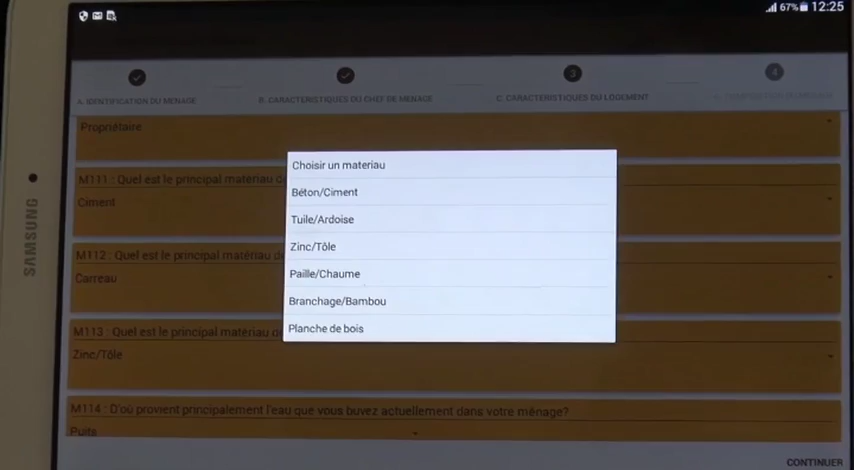 67% 12:25
A. IDENTIFICATION DU MENAGE
B. CARACTERISTIQUES DU CHEF DE MENAGE
3
C. CARACTERISTIQUES DU LOGEMENT
4
Propriétaire
M111 : Quel est le principal matériau
Ciment
M112 : Quel est le principal matériau
Carreau
M113 : Quel est le principal matériau
Zinc/Tôle
M114 : D'où provient principalement l'eau que vous buvez actuellement dans votre ménage?
Puits
CONTINUER
Choisir un materiau
Béton/Ciment
Tuile/Ardoise
Zinc/Tôle
Paille/Chaume
Branchage/Bambou
Planche de bois
SAMSUNG